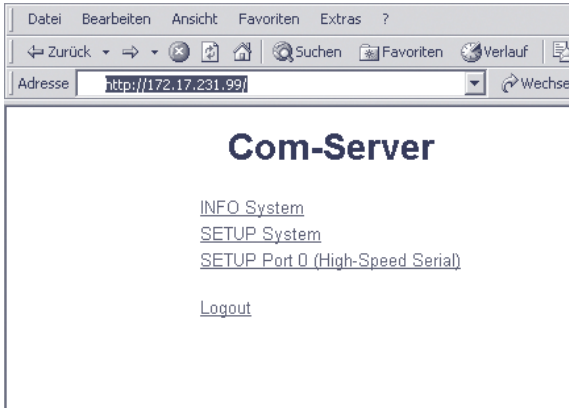 Datei Bearbeiten Ansicht Favoriten Extras ?
Zurück Suchen Favoriten Verlauf
Adresse http://172.17.231.99/ Wechse
Com-Server
INFO System
SETUP System
SETUP Port 0 (High-Speed Serial)
Logout